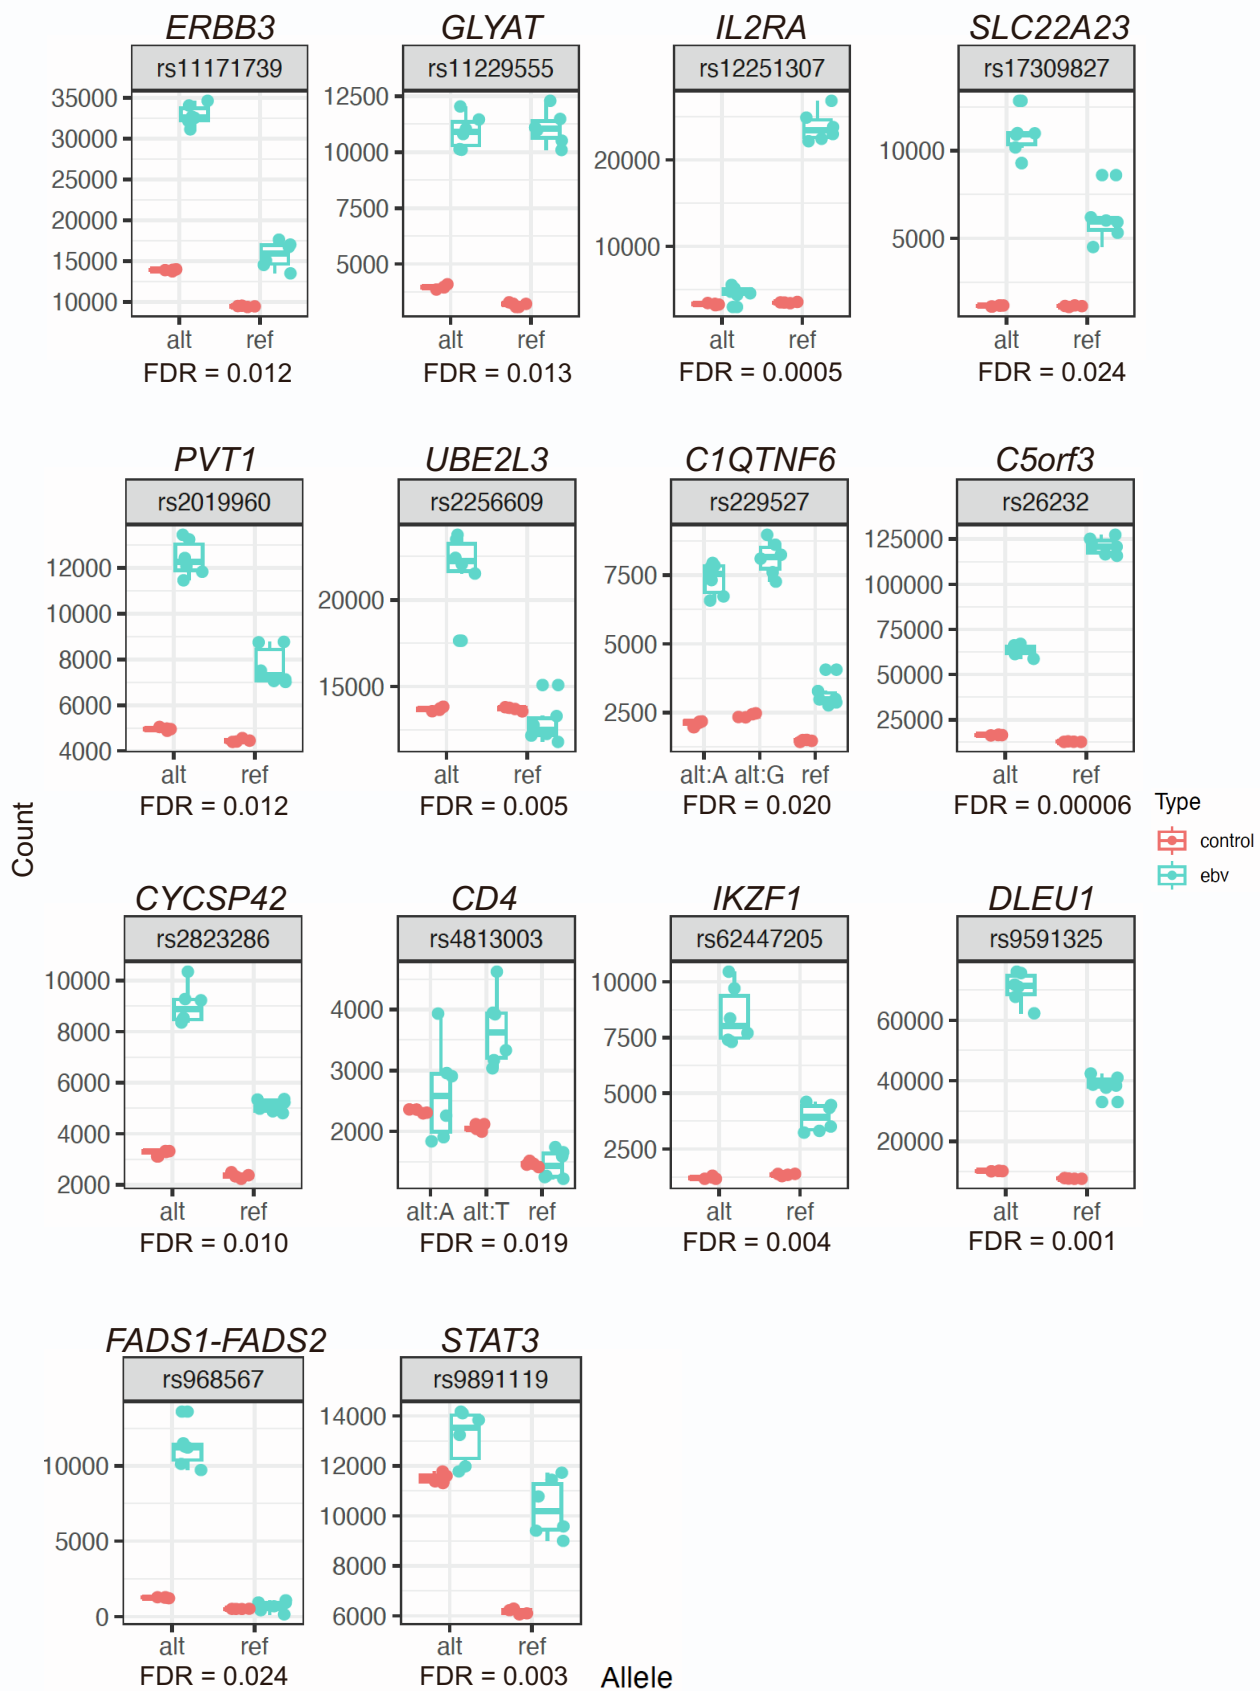 ERBB3
rs11171739
35000
30000
25000
20000
15000
10000
alt ref
FDR = 0.012
GLYAT
rs11229555
12500
10000
7500
5000
alt ref
FDR = 0.013
IL2RA
rs12251307
20000
10000
alt ref
FDR = 0.0005
SLC22A23
rs17309827
10000
5000
alt ref
FDR = 0.024
PVT1
rs2019960
12000
10000
8000
6000
4000
alt ref
FDR = 0.012
UBE2L3
rs2256609
20000
15000
alt ref
FDR = 0.005
C1QTNF6
rs229527
7500
5000
2500
alt:A alt:G ref
FDR = 0.020
C5orf3
rs26232
125000
100000
75000
50000
25000
alt ref
FDR = 0.00006
Count
Type
control
ebv
CYCSP42
rs2823286
10000
8000
6000
4000
2000
alt ref
FDR = 0.010
CD4
rs4813003
4000
3000
2000
alt:A alt:T ref
FDR = 0.019
IKZF1
rs62447205
10000
7500
5000
2500
alt ref
FDR = 0.004
DLEU1
rs9591325
60000
40000
20000
alt ref
FDR = 0.001
FADS1-FADS2
rs968567
10000
5000
0
alt ref
FDR = 0.024
STAT3
rs9891119
14000
12000
10000
8000
6000
alt ref
FDR = 0.003
Allele